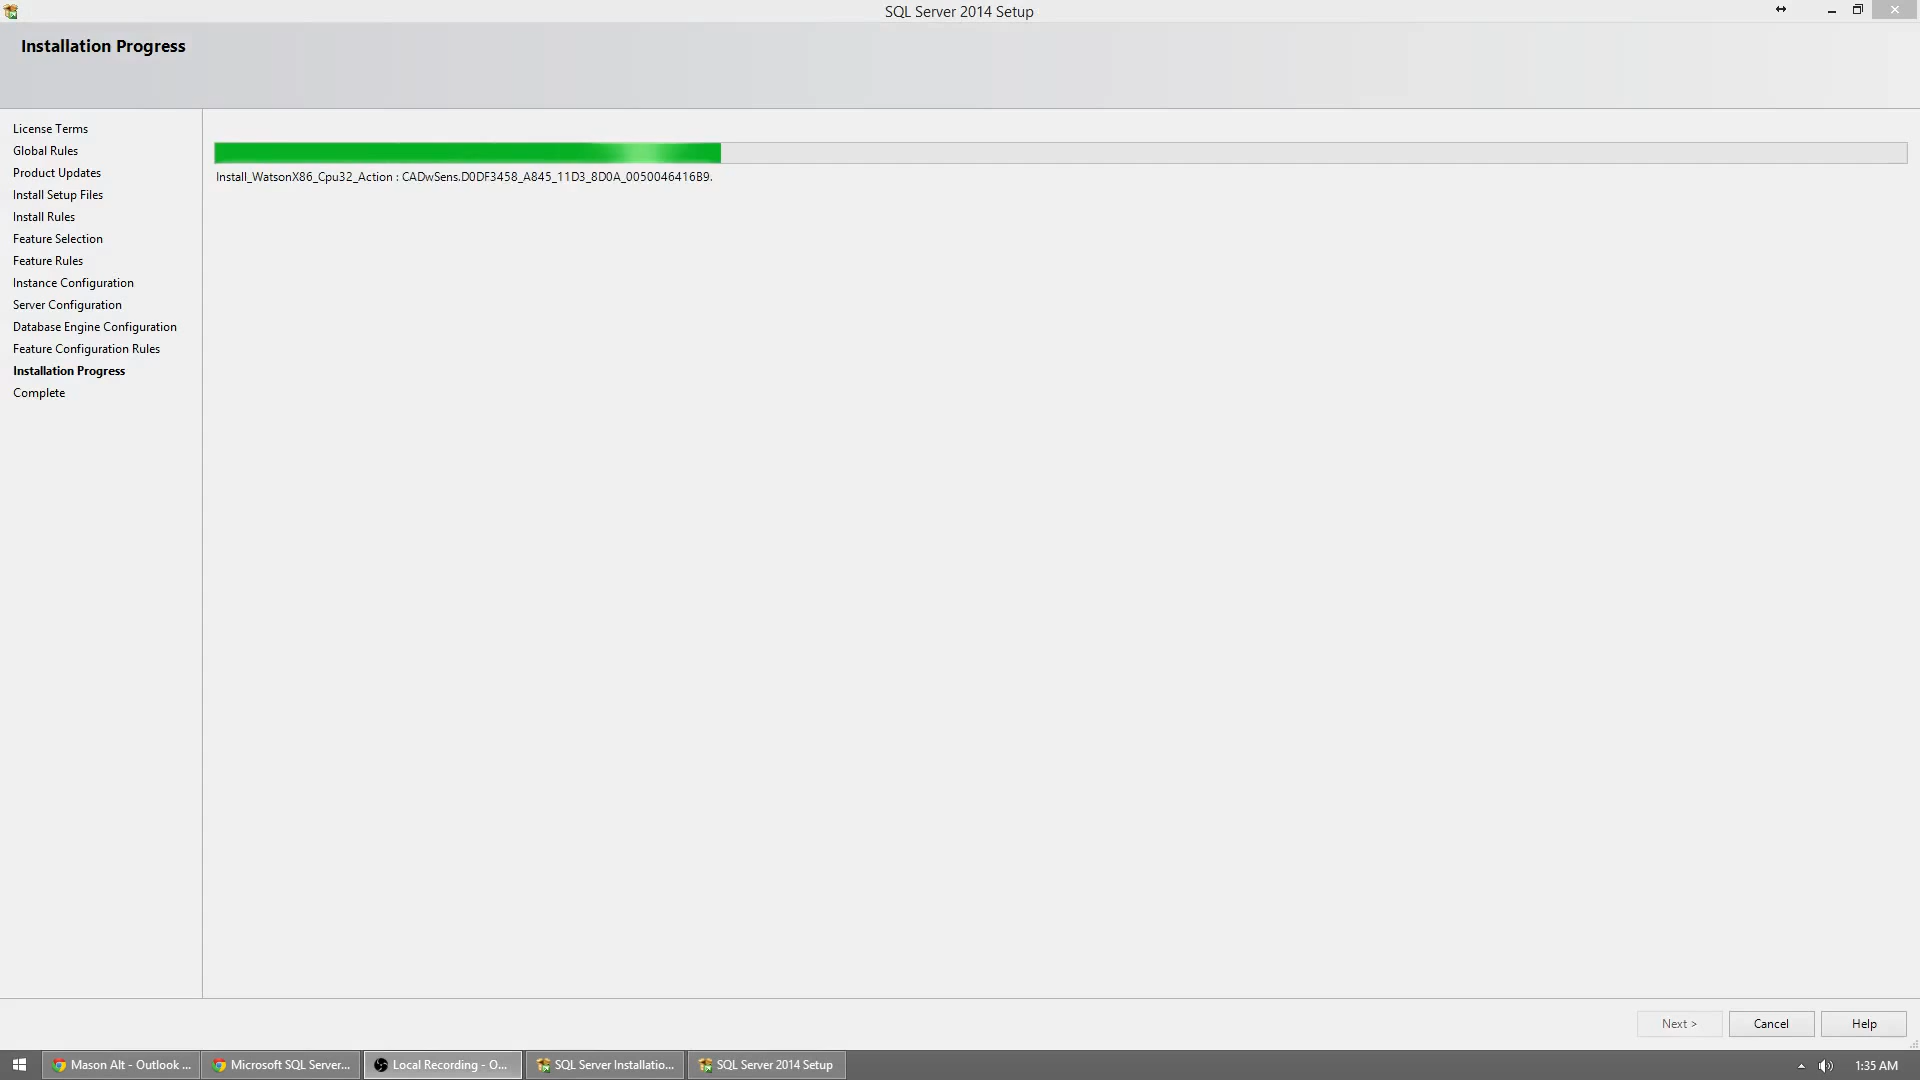 SQL Server 2014 Setup
Installation Progress
License Terms
Global Rules
Product Updates
Install Setup Files
Install Rules
Feature Selection
Feature Rules
Instance Configuration
Server Configuration
Database Engine Configuration
Feature Configuration Rules
Installation Progress
Complete
Install_WatsonX86_Cpu32_Action : CADwSens.D0DF3458_A845_11D3_8D0A_0050046416B9.
Next >
Cancel
Help
Mason Alt - Outlook ...
Microsoft SQL Server...
Local Recording - O...
SQL Server Installatio...
SQL Server 2014 Setup
1:35 AM